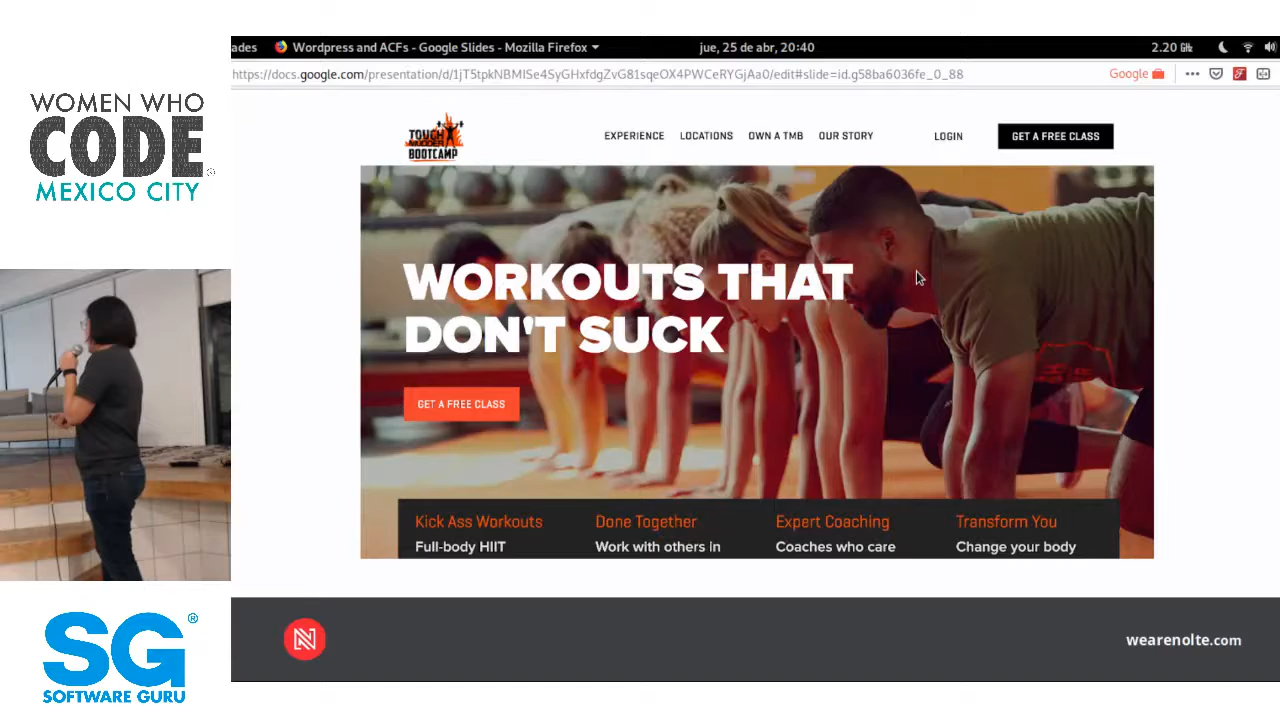 WOMEN WHO
CODE
MEXICO CITY
ades
Wordpress and ACFs - Google Slides - Mozilla Firefox
jue, 25 de abr, 20:40
2.20 GHz
https://docs.google.com/presentation/d/1jT5tpkNBMISe4SyGHxfdgZvG81sqeOX4PWCeRYGjAa0/edit#slide=id.g58ba6036fe_0_88
Google
TOUGH
MUDDER
BOOTCAMP
EXPERIENCE
LOCATIONS
OWN A TMB
OUR STORY
LOGIN
GET A FREE CLASS
WORKOUTS THAT
DON'T SUCK
GET A FREE CLASS
Kick Ass Workouts
Done Together
Expert Coaching
Transform You
Full-body HIIT
Work with others in
Coaches who care
Change your body
N
wearenolte.com
SG®
SOFTWARE GURU